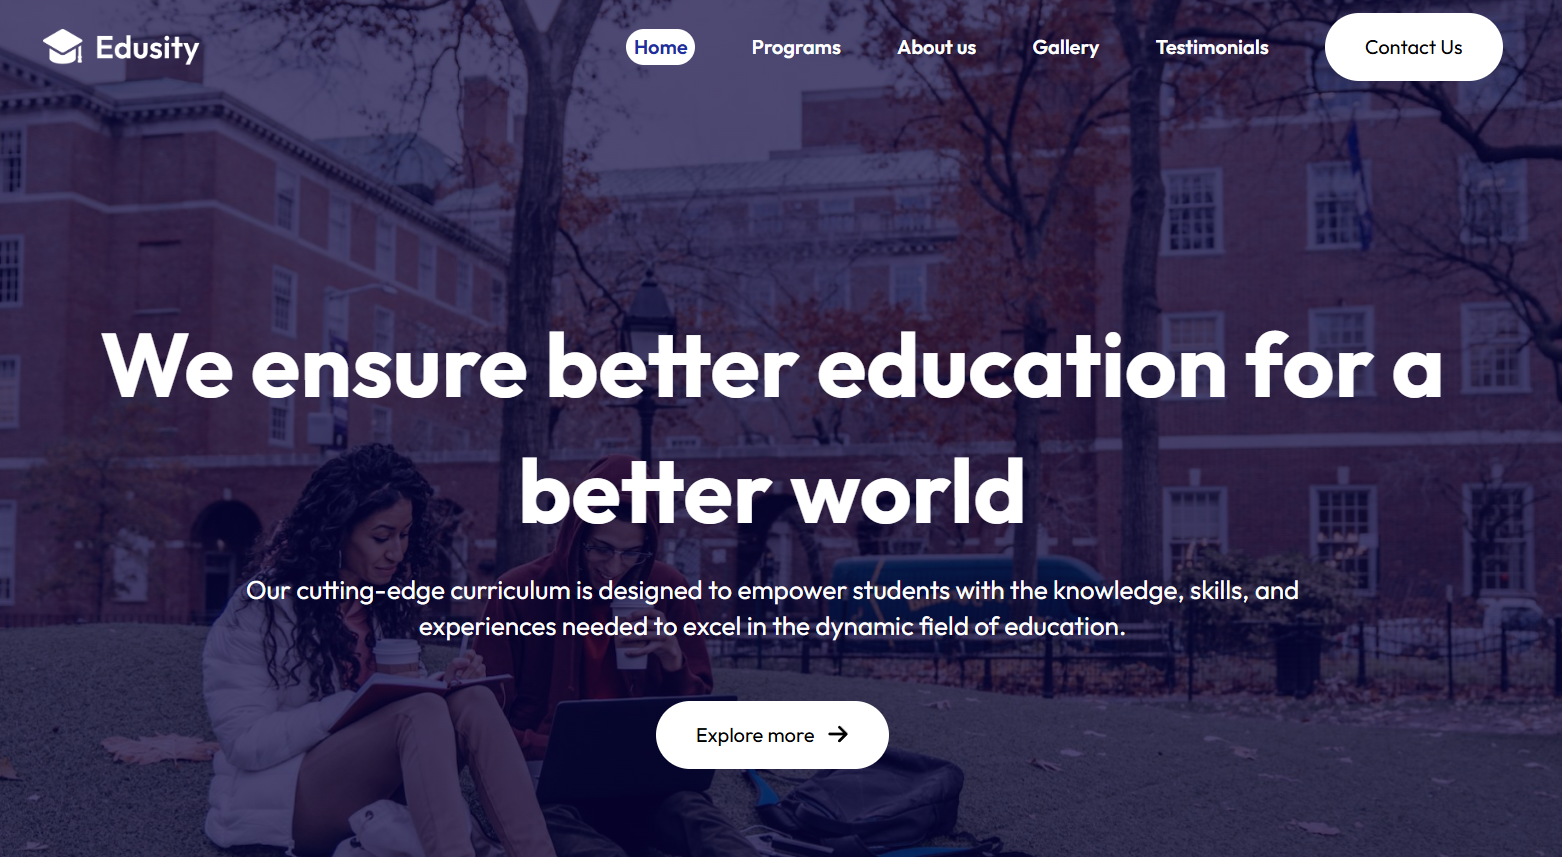 Edusity
Home Programs About us Gallery Testimonials Contact Us
We ensure better education for a
better world
Our cutting-edge curriculum is designed to empower students with the knowledge, skills, and
experiences needed to excel in the dynamic field of education.
Explore more